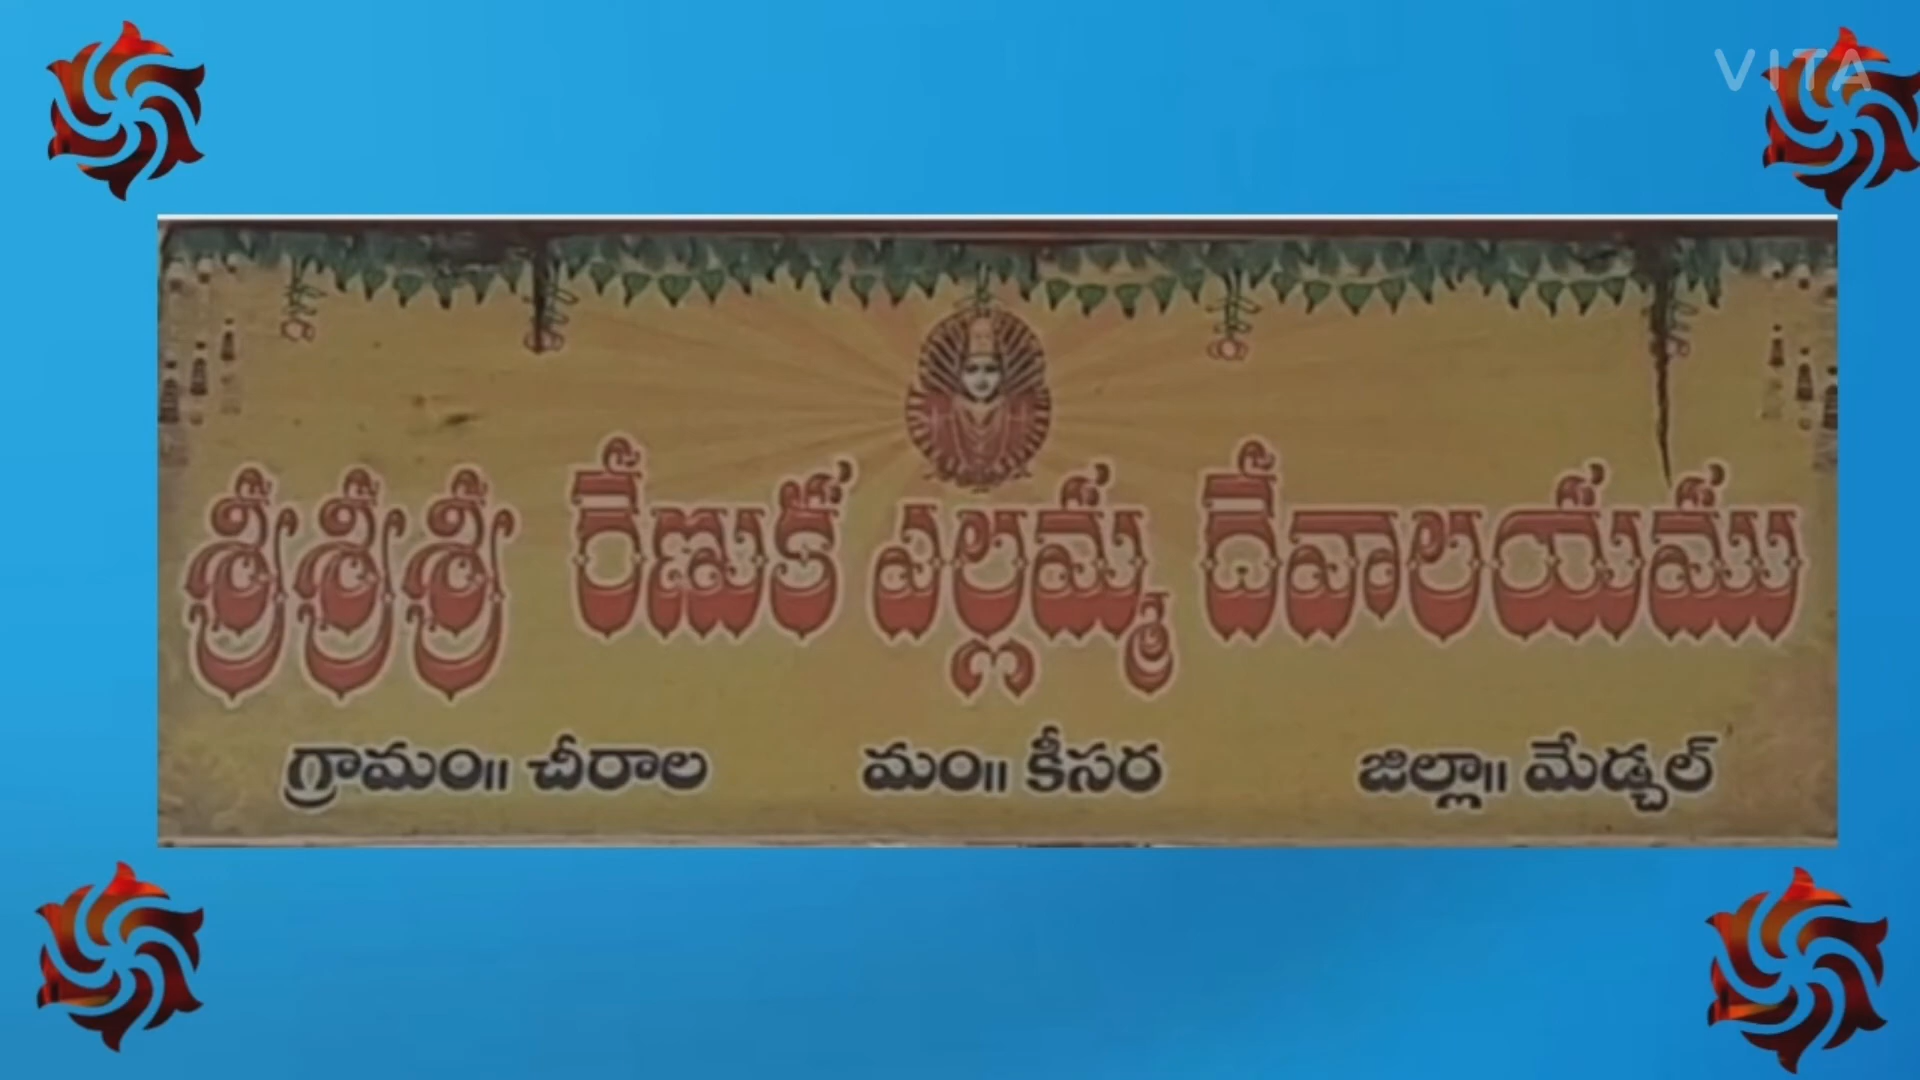 VITA
శ్రీ శ్రీ శ్రీ రేణుక ఎల్లమ్మ దేవాలయము
గ్రామం॥ చీరాల మం॥ కీసర జిల్లా॥ మేడ్చల్